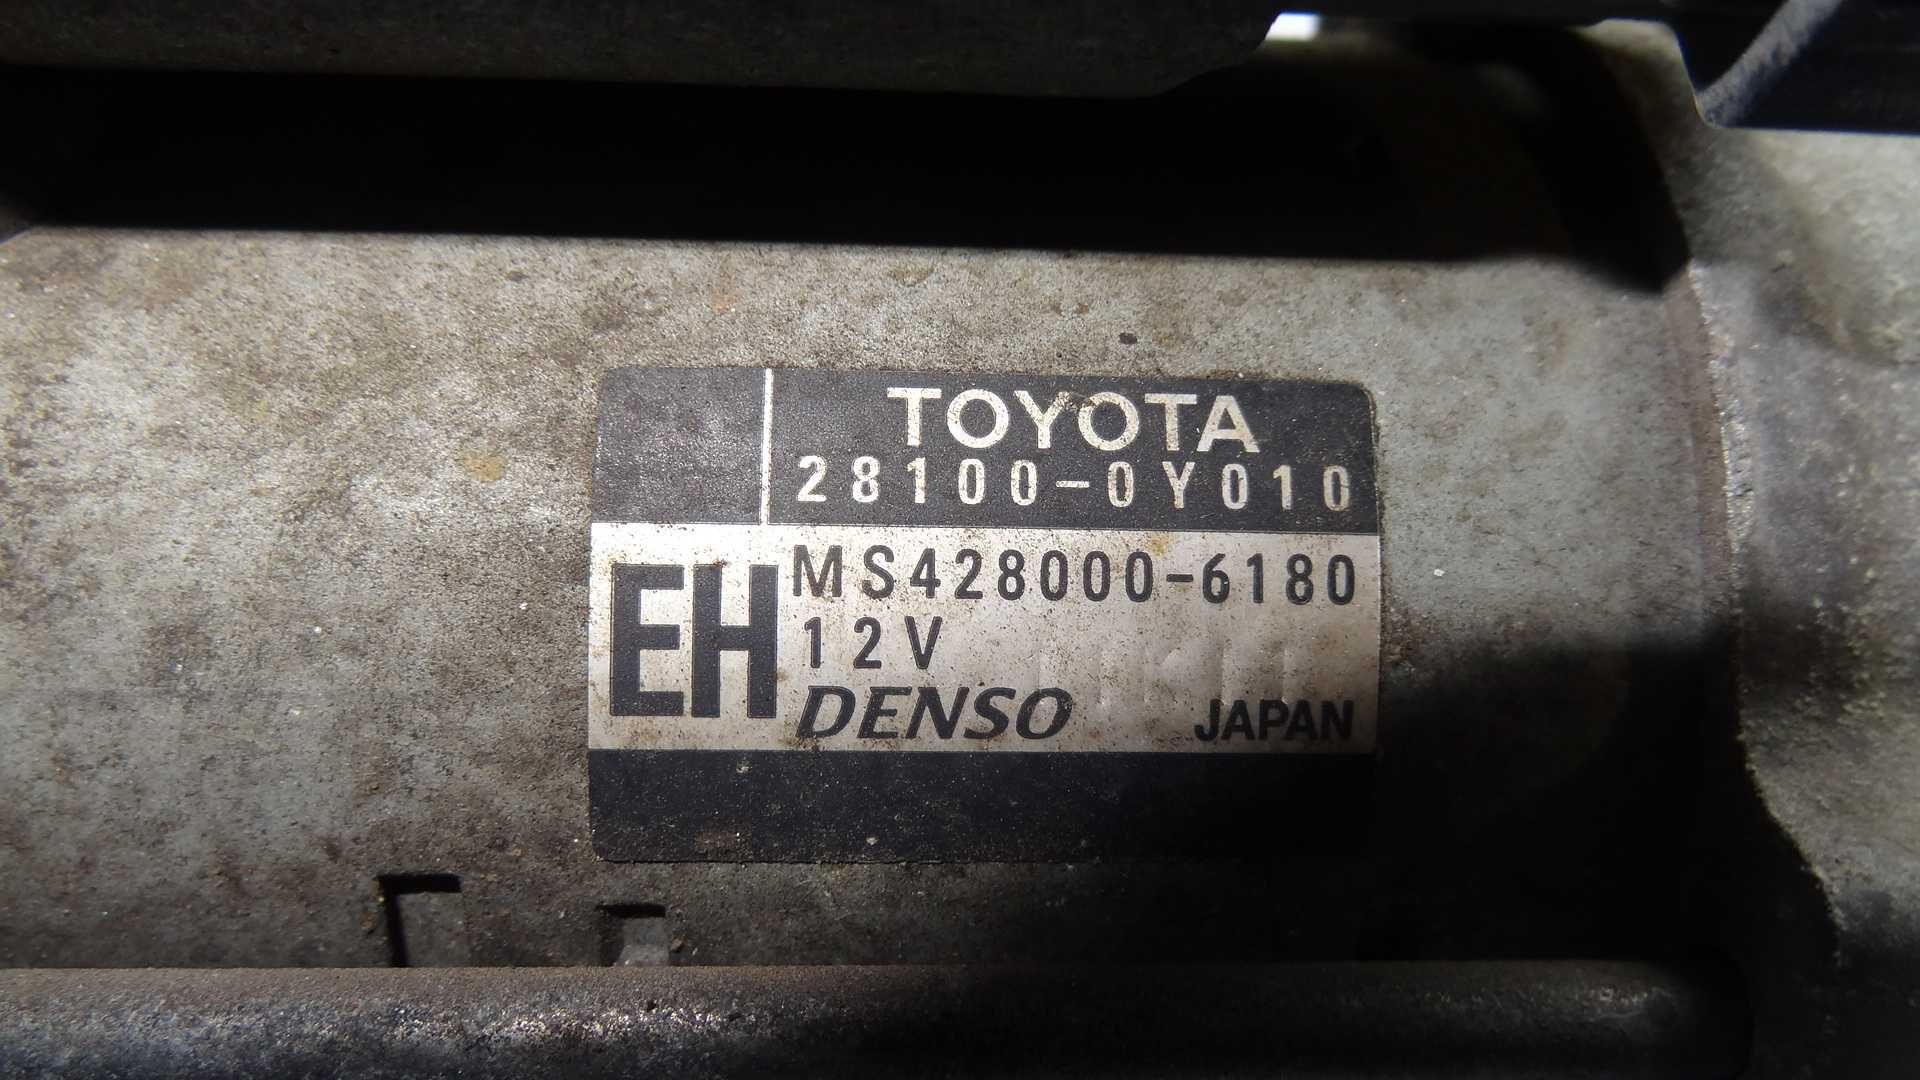 TOYOTA
28100-0Y010
EH
MS428000-6180
12V
DENSO JAPAN